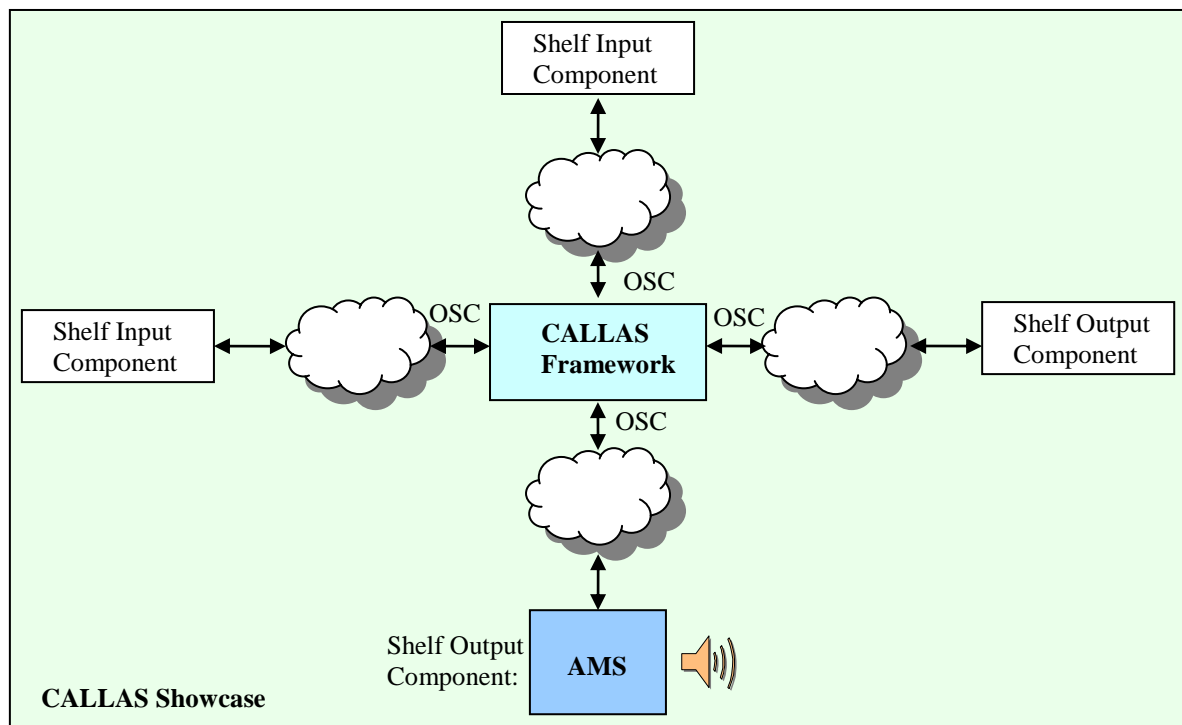 Shelf Input
Component
OSC
Shelf Input
Component
OSC
CALLAS
Framework
OSC
Shelf Output
Component
OSC
Shelf Output
Component:
AMS
CALLAS Showcase